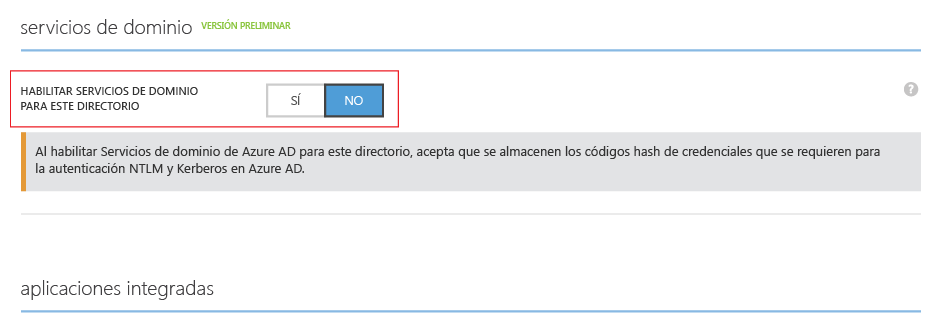 servicios de dominio VERSIÓN PRELIMINAR
HABILITAR SERVICIOS DE DOMINIO
PARA ESTE DIRECTORIO
SÍ NO
?
Al habilitar Servicios de dominio de Azure AD para este directorio, acepta que se almacenen los códigos hash de credenciales que se requieren para
la autenticación NTLM y Kerberos en Azure AD.
aplicaciones integradas